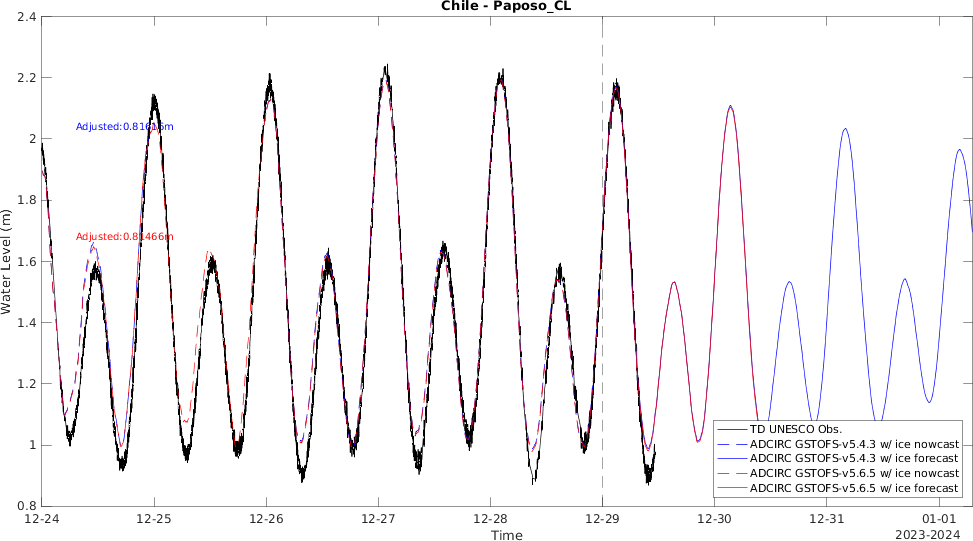 Chile - Paposo_CL
2.4
2.2
2
1.8
1.6
1.4
1.2
1
0.8
Water Level (m)
Adjusted:0.81616m
Adjusted:0.81466m
TD UNESCO Obs.
ADCIRC GSTOFS-v5.4.3 w/ ice nowcast
ADCIRC GSTOFS-v5.4.3 w/ ice forecast
ADCIRC GSTOFS-v5.6.5 w/ ice nowcast
ADCIRC GSTOFS-v5.6.5 w/ ice forecast
12-24 12-25 12-26 12-27 12-28 12-29 12-30 12-31 01-01
Time
2023-2024